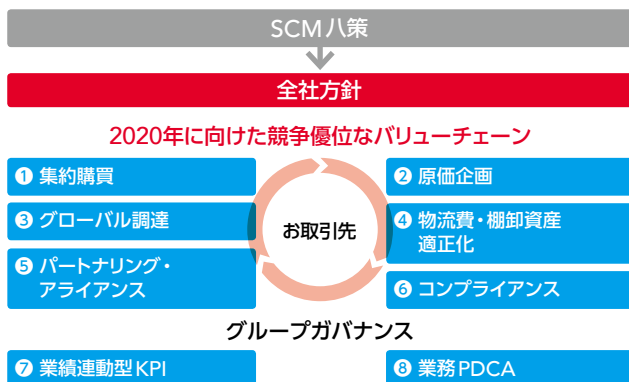 SCM八策
全社方針
2020年に向けた競争優位なバリューチェーン
❶ 集約購買
❷ 原価企画
❸ グローバル調達
お取引先
❹ 物流費・棚卸資産
適正化
❺ パートナリング・
アライアンス
❻ コンプライアンス
グループガバナンス
❼ 業績連動型KPI
❽ 業務PDCA